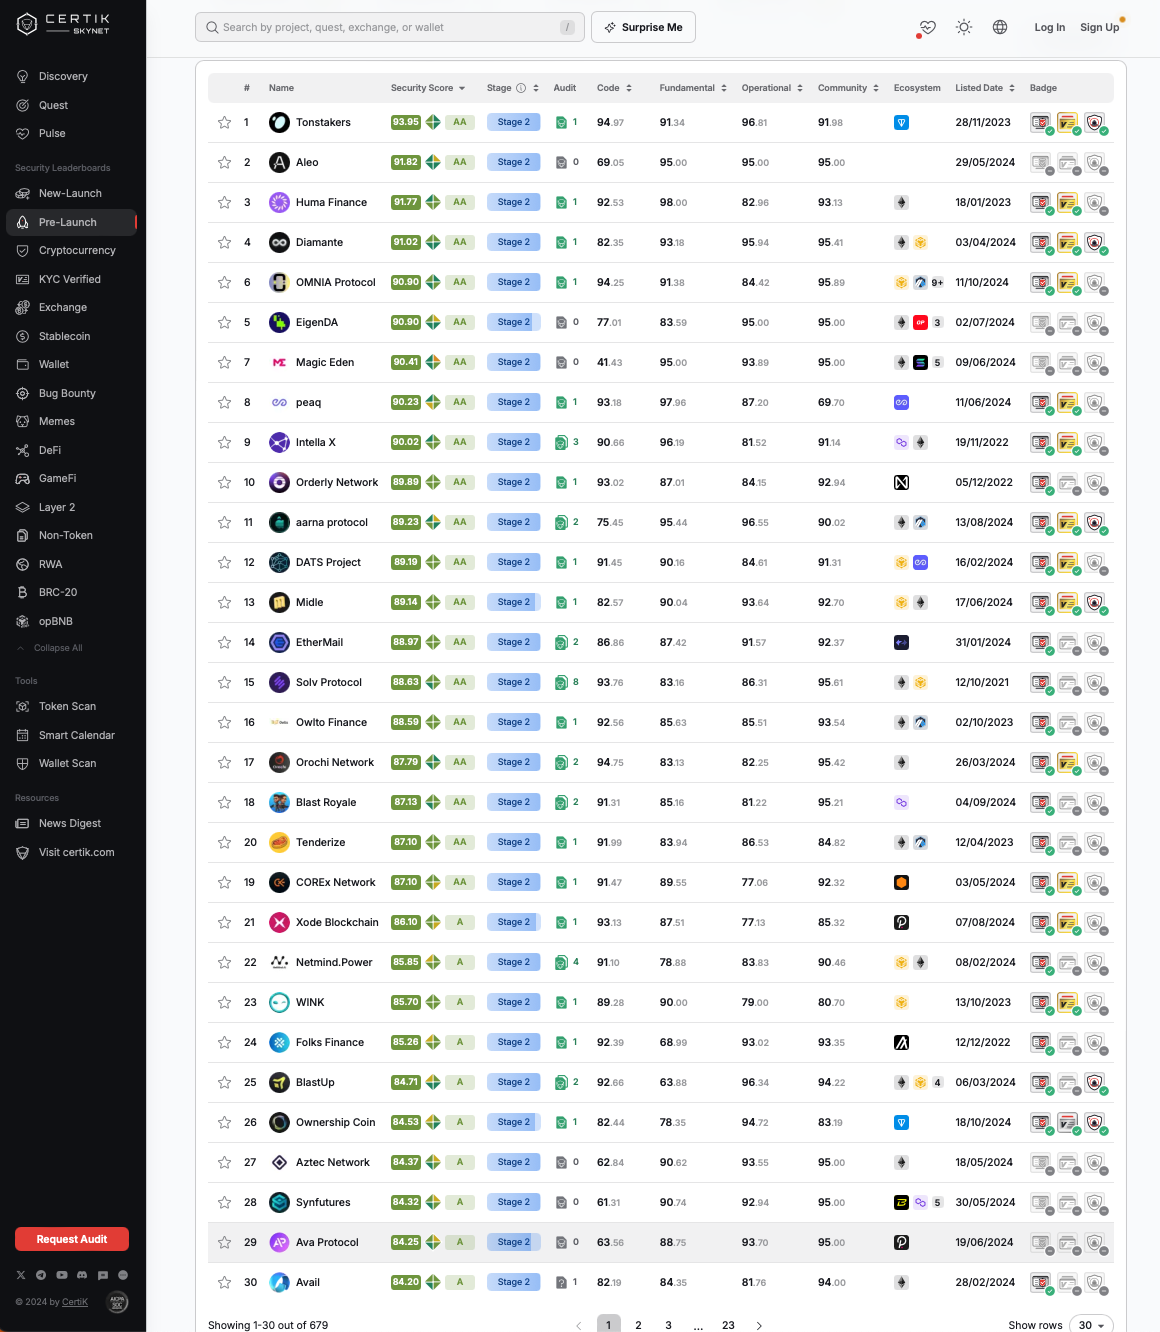 CERTIK
SKYNET
Search by project, quest, exchange, or wallet /
Surprise Me
Log In Sign Up
Discovery
Quest
Pulse
Security Leaderboards
New-Launch
Pre-Launch
Cryptocurrency
KYC Verified
Exchange
Stablecoin
Wallet
Bug Bounty
Memes
DeFi
GameFi
Layer 2
Non-Token
RWA
BRC-20
opBNB
Collapse All
Tools
Token Scan
Smart Calendar
Wallet Scan
Resources
News Digest
Visit certik.com
Request Audit
© 2024 by CertiK
# Name Security Score Stage Audit Code Fundamental Operational Community Ecosystem Listed Date Badge
1 Tonstakers 93.95 AA Stage 2 1 94.97 91.34 96.81 91.98 28/11/2023
2 Aleo 91.82 AA Stage 2 0 69.05 95.00 95.00 95.00 29/05/2024
3 Huma Finance 91.77 AA Stage 2 1 92.53 98.00 82.96 93.13 18/01/2023
4 Diamante 91.02 AA Stage 2 1 82.35 93.18 95.94 95.41 03/04/2024
6 OMNIA Protocol 90.90 AA Stage 2 1 94.25 91.38 84.42 95.89 9+ 11/10/2024
5 EigenDA 90.90 AA Stage 2 0 77.01 83.59 95.00 95.00 OP 3 02/07/2024
7 Magic Eden 90.41 AA Stage 2 0 41.43 95.00 93.89 95.00 5 09/06/2024
8 peaq 90.23 AA Stage 2 1 93.18 97.96 87.20 69.70 11/06/2024
9 Intella X 90.02 AA Stage 2 3 90.66 96.19 81.52 91.14 19/11/2022
10 Orderly Network 89.89 AA Stage 2 1 93.02 87.01 84.15 92.94 05/12/2022
11 aarna protocol 89.23 AA Stage 2 2 75.45 95.44 96.55 90.02 13/08/2024
12 DATS Project 89.19 AA Stage 2 1 91.45 90.16 84.61 91.31 16/02/2024
13 Midle 89.14 AA Stage 2 1 82.57 90.04 93.64 92.70 17/06/2024
14 EtherMail 88.97 AA Stage 2 2 86.86 87.42 91.57 92.37 31/01/2024
15 Solv Protocol 88.63 AA Stage 2 8 93.76 83.16 86.31 95.61 12/10/2021
16 Owlto Finance 88.59 AA Stage 2 1 92.56 85.63 85.51 93.54 02/10/2023
17 Orochi Network 87.79 AA Stage 2 2 94.75 83.13 82.25 95.42 26/03/2024
18 Blast Royale 87.13 AA Stage 2 2 91.31 85.16 81.22 95.21 04/09/2024
20 Tenderize 87.10 AA Stage 2 1 91.99 83.94 86.53 84.82 12/04/2023
19 COREx Network 87.10 AA Stage 2 1 91.47 89.55 77.06 92.32 03/05/2024
21 Xode Blockchain 86.10 A Stage 2 1 93.13 87.51 77.13 85.32 07/08/2024
22 Netmind.Power 85.85 A Stage 2 4 91.10 78.88 83.83 90.46 08/02/2024
23 WINK 85.70 A Stage 2 1 89.28 90.00 79.00 80.70 13/10/2023
24 Folks Finance 85.26 A Stage 2 1 92.39 68.99 93.02 93.35 12/12/2022
25 BlastUp 84.71 A Stage 2 2 92.66 63.88 96.34 94.22 4 06/03/2024
26 Ownership Coin 84.53 A Stage 2 1 82.44 78.35 94.72 83.19 18/10/2024
27 Aztec Network 84.37 A Stage 2 0 62.84 90.62 93.55 95.00 18/05/2024
28 Synfutures 84.32 A Stage 2 0 61.31 90.74 92.94 95.00 5 30/05/2024
29 Ava Protocol 84.25 A Stage 2 0 63.56 88.75 93.70 95.00 19/06/2024
30 Avail 84.20 A Stage 2 1 82.19 84.35 81.76 94.00 28/02/2024
Showing 1-30 out of 679
1 2 3 ... 23
Show rows 30